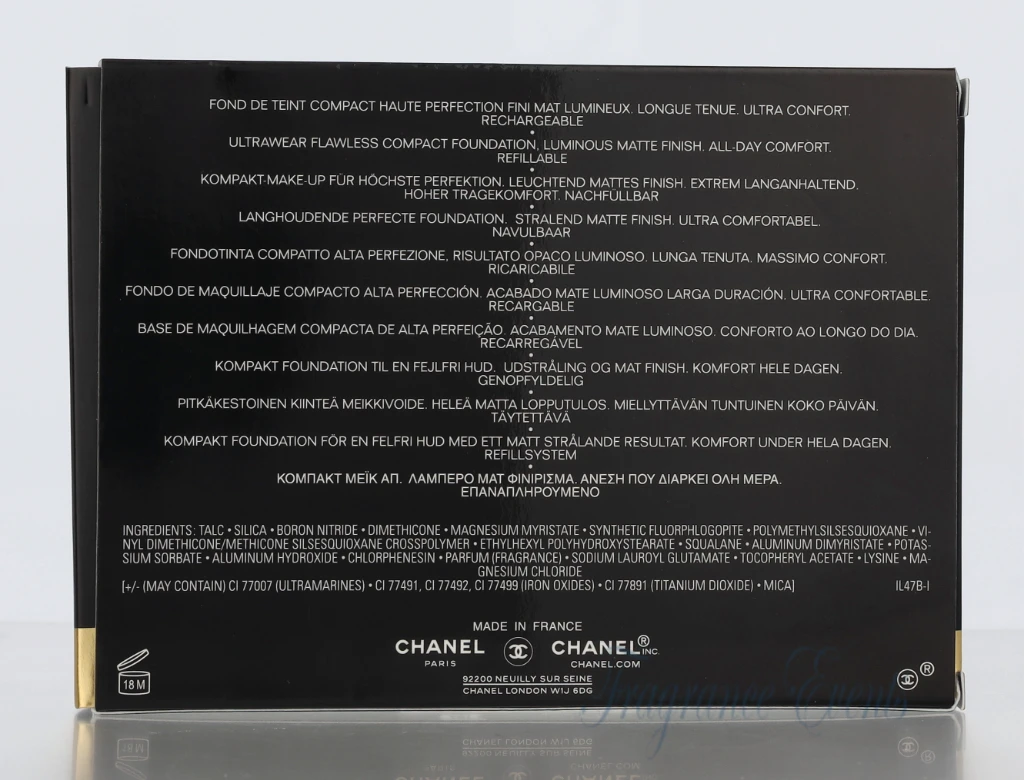 FOND DE TEINT COMPACT HAUTE PERFECTION FINI MAT LUMINEUX. LONGUE TENUE. ULTRA CONFORT.
RECHARGEABLE
•
ULTRAWEAR FLAWLESS COMPACT FOUNDATION, LUMINOUS MATTE FINISH. ALL-DAY COMFORT.
REFILLABLE
•
KOMPAKT-MAKE-UP FÜR HÖCHSTE PERFEKTION. LEUCHTEND MATTES FINISH. EXTREM LANGANHALTEND.
HOHER TRAGEKOMFORT. NACHFÜLLBAR
•
LANGHOUDENDE PERFECTE FOUNDATION. STRALEND MATTE FINISH. ULTRA COMFORTABEL.
NAVULBAAR
•
FONDOTINTA COMPATTO ALTA PERFEZIONE, RISULTATO OPACO LUMINOSO. LUNGA TENUTA. MASSIMO CONFORT.
RICARICABILE
•
FONDO DE MAQUILLAJE COMPACTO ALTA PERFECCIÓN. ACABADO MATE LUMINOSO LARGA DURACIÓN. ULTRA CONFORTABLE.
RECARGABLE
•
BASE DE MAQUILHAGEM COMPACTA DE ALTA PERFEIÇÃO. ACABAMENTO MATE LUMINOSO. CONFORTO AO LONGO DO DIA.
RECARREGÁVEL
•
KOMPAKT FOUNDATION TIL EN FEJLFRI HUD. UDSTRÅLING OG MAT FINISH. KOMFORT HELE DAGEN.
GENOPFYLDELIG
•
PITKÄKESTOINEN KIINTEÄ MEIKKIVOIDE. HELEÄ MATTA LOPPUTULOS. MIELLYTTÄVÄN TUNTUINEN KOKO PÄIVÄN.
TÄYTETTÄVÄ
•
KOMPAKT FOUNDATION FÖR EN FELFRI HUD MED ETT MATT STRÅLANDE RESULTAT. KOMFORT UNDER HELA DAGEN.
REFILLSYSTEM
•
ΚΟΜΠΑΚΤ ΜΕΪΚ ΑΠ. ΛΑΜΠΕΡΟ ΜΑΤ ΦΙΝΙΡΙΣΜΑ. ΑΝΕΣΗ ΠΟΥ ΔΙΑΡΚΕΙ ΟΛΗ ΜΕΡΑ.
ΕΠΑΝΑΠΛΗΡΟΥΜΕΝΟ
INGREDIENTS: TALC • SILICA • BORON NITRIDE • DIMETHICONE • MAGNESIUM MYRISTATE • SYNTHETIC FLUORPHLOGOPITE • POLYMETHYLSILSESQUIOXANE • VI-
NYL DIMETHICONE/METHICONE SILSESQUIOXANE CROSSPOLYMER • ETHYLHEXYL POLYHYDROXYSTEARATE • SQUALANE • ALUMINUM DIMYRISTATE • POTAS-
SIUM SORBATE • ALUMINUM HYDROXIDE • CHLORPHENESIN • PARFUM (FRAGRANCE) • SODIUM LAUROYL GLUTAMATE • TOCOPHERYL ACETATE • LYSINE • MA-
GNESIUM CHLORIDE
[+/- (MAY CONTAIN) CI 77007 (ULTRAMARINES) • CI 77491, CI 77492, CI 77499 (IRON OXIDES) • CI 77891 (TITANIUM DIOXIDE) • MICA] IL47B-I
MADE IN FRANCE
CHANEL CHANEL® INC.
PARIS CHANEL.COM
92200 NEUILLY SUR SEINE
CHANEL LONDON W1J 6DG
18 M
®
Fragrance Events